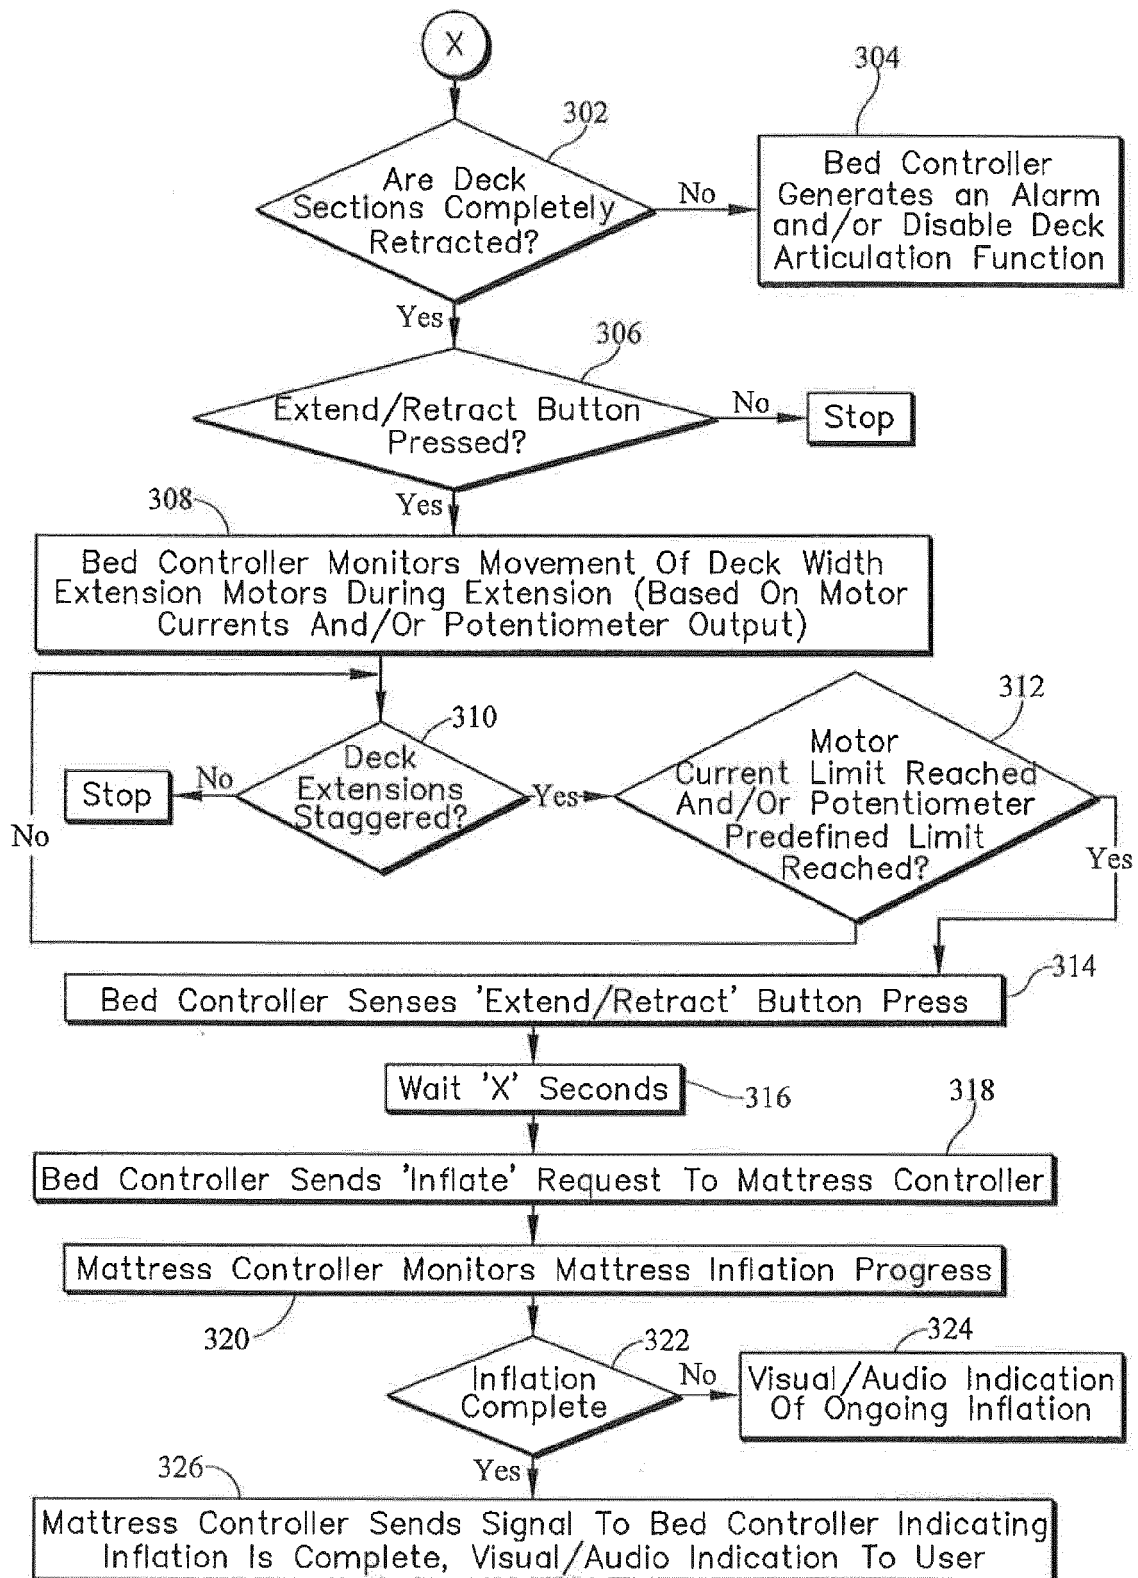 X
302
304
Are Deck
Sections Completely
Retracted?
No
Bed Controller
Generates an Alarm
and/or Disable Deck
Articulation Function
Yes
306
Extend/Retract Button
Pressed?
No
Stop
Yes
308
Bed Controller Monitors Movement Of Deck Width
Extension Motors During Extension (Based On Motor
Currents And/Or Potentiometer Output)
310
312
Deck
Extensions
Staggered?
No
Stop
Yes
Motor
Current Limit Reached
And/Or Potentiometer
Predefined Limit
Reached?
No
Yes
314
Bed Controller Senses 'Extend/Retract' Button Press
Wait 'X' Seconds
316
318
Bed Controller Sends 'Inflate' Request To Mattress Controller
Mattress Controller Monitors Mattress Inflation Progress
320
322
324
Inflation
Complete
No
Visual/Audio Indication
Of Ongoing Inflation
Yes
326
Mattress Controller Sends Signal To Bed Controller Indicating
Inflation Is Complete, Visual/Audio Indication To User